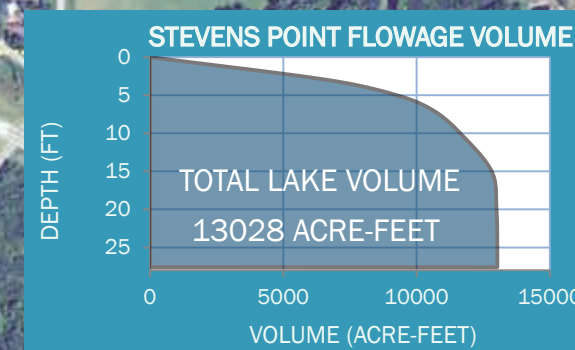 STEVENS POINT FLOWAGE VOLUME
0
5
10
15
20
25
DEPTH (FT)
TOTAL LAKE VOLUME
13028 ACRE-FEET
0 5000 10000 15000
VOLUME (ACRE-FEET)